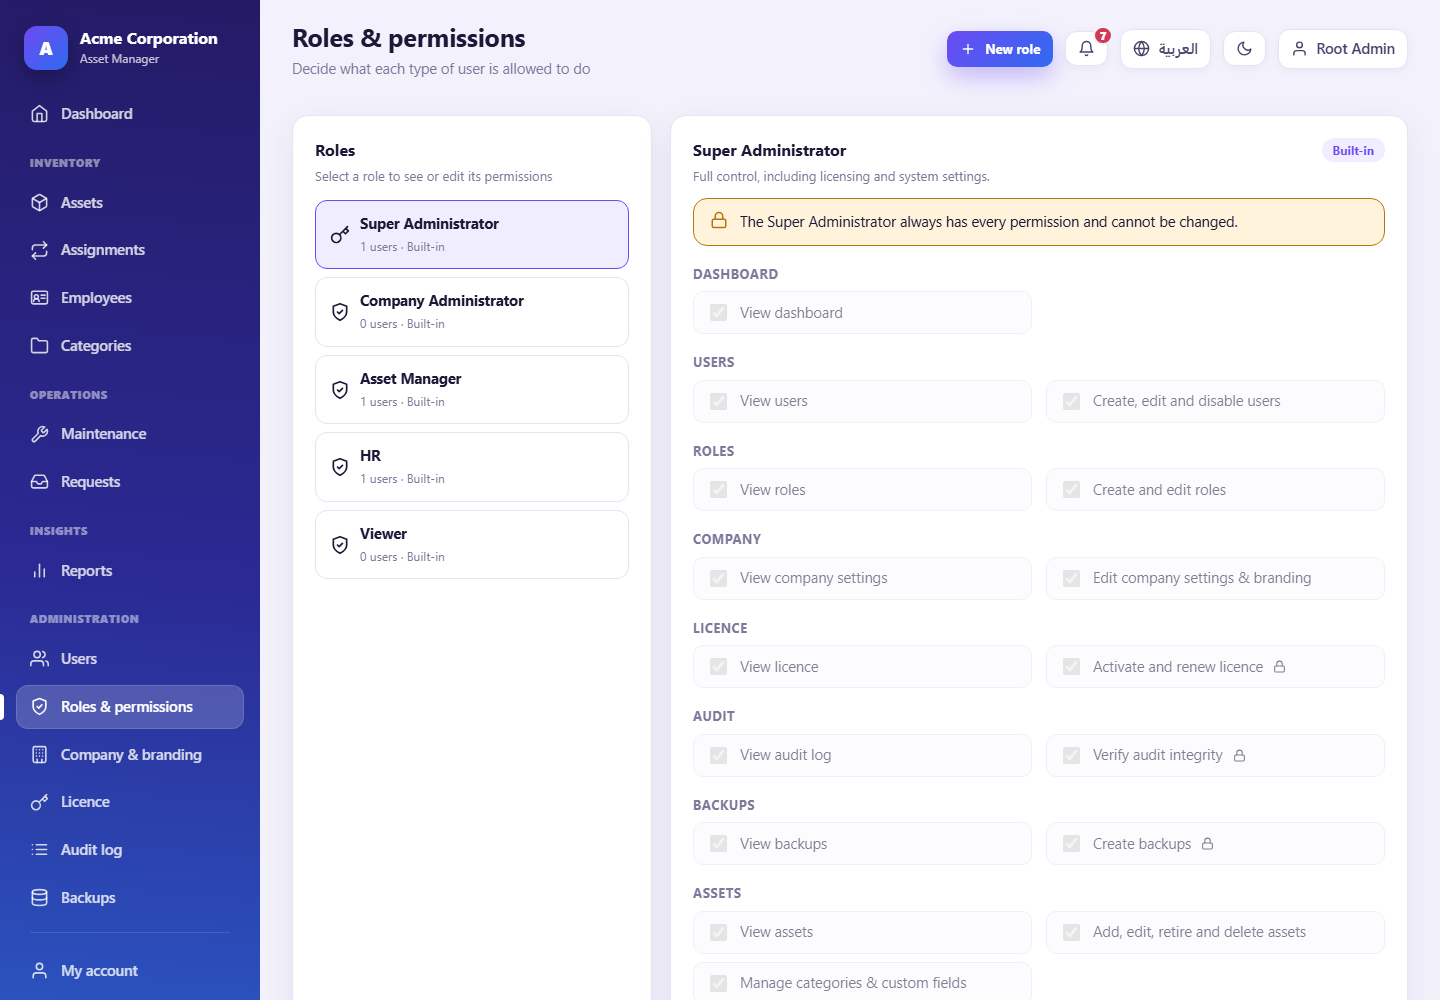 A
Acme Corporation
Asset Manager
Dashboard
INVENTORY
Assets
Assignments
Employees
Categories
OPERATIONS
Maintenance
Requests
INSIGHTS
Reports
ADMINISTRATION
Users
Roles & permissions
Company & branding
Licence
Audit log
Backups
My account
Roles & permissions
Decide what each type of user is allowed to do
New role
7
العربية
Root Admin
Roles
Select a role to see or edit its permissions
Super Administrator
1 users · Built-in
Company Administrator
0 users · Built-in
Asset Manager
1 users · Built-in
HR
1 users · Built-in
Viewer
0 users · Built-in
Super Administrator
Built-in
Full control, including licensing and system settings.
The Super Administrator always has every permission and cannot be changed.
DASHBOARD
View dashboard
USERS
View users
Create, edit and disable users
ROLES
View roles
Create and edit roles
COMPANY
View company settings
Edit company settings & branding
LICENCE
View licence
Activate and renew licence
AUDIT
View audit log
Verify audit integrity
BACKUPS
View backups
Create backups
ASSETS
View assets
Add, edit, retire and delete assets
Manage categories & custom fields